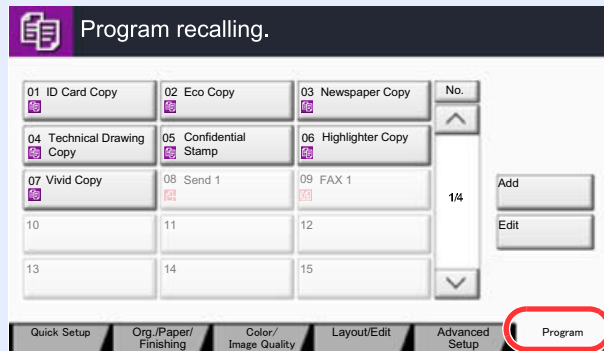 Program recalling.
01 ID Card Copy
02 Eco Copy
03 Newspaper Copy
No.
04 Technical Drawing
Copy
05 Confidential
Stamp
06 Highlighter Copy
07 Vivid Copy
08 Send 1
09 FAX 1
1/4
Add
10
11
12
Edit
13
14
15
Quick Setup
Org./Paper/
Finishing
Color/
Image Quality
Layout/Edit
Advanced
Setup
Program